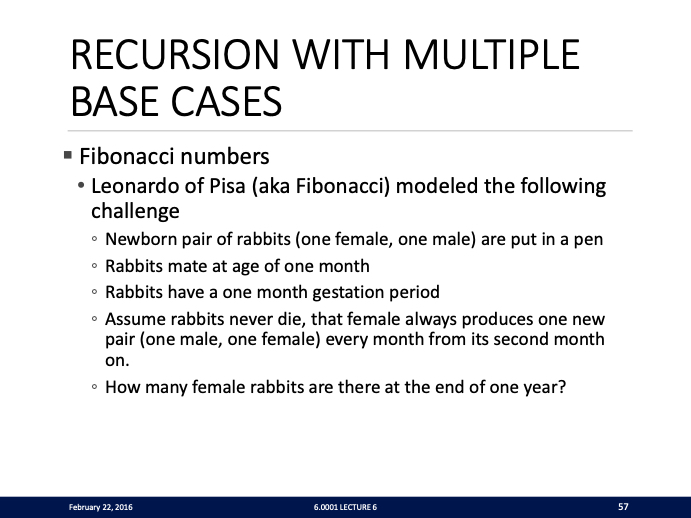 RECURSION WITH MULTIPLE
BASE CASES
▪ Fibonacci numbers
• Leonardo of Pisa (aka Fibonacci) modeled the following
challenge
◦ Newborn pair of rabbits (one female, one male) are put in a pen
◦ Rabbits mate at age of one month
◦ Rabbits have a one month gestation period
◦ Assume rabbits never die, that female always produces one new
pair (one male, one female) every month from its second month
on.
◦ How many female rabbits are there at the end of one year?
February 22, 2016 6.0001 LECTURE 6 57